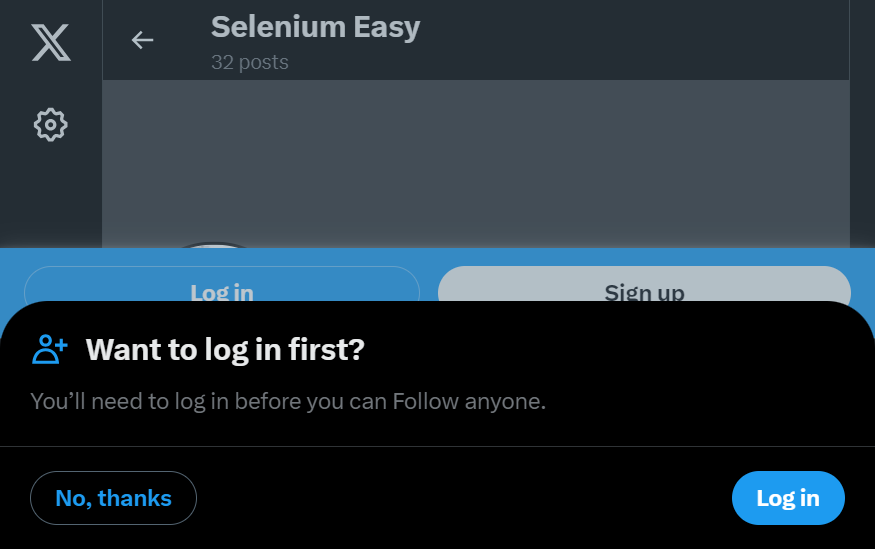 Selenium Easy
32 posts
Log in
Sign up
Want to log in first?
You’ll need to log in before you can Follow anyone.
No, thanks
Log in